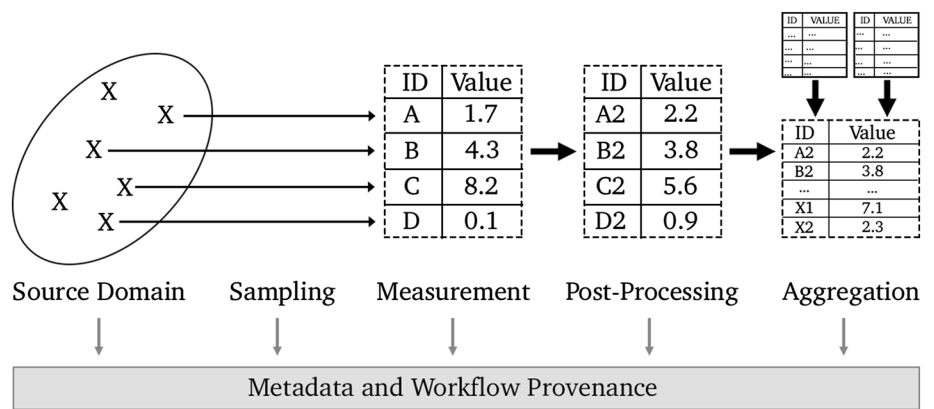 ID VALUE ID VALUE
... ... ... ...
... ... ... ...
... ... ... ...
... ... ... ...
X
X
X
X
X
X
ID Value
A 1.7
B 4.3
C 8.2
D 0.1
ID Value
A2 2.2
B2 3.8
C2 5.6
D2 0.9
ID Value
A2 2.2
B2 3.8
... ...
X1 7.1
X2 2.3
Source Domain Sampling Measurement Post-Processing Aggregation
Metadata and Workflow Provenance